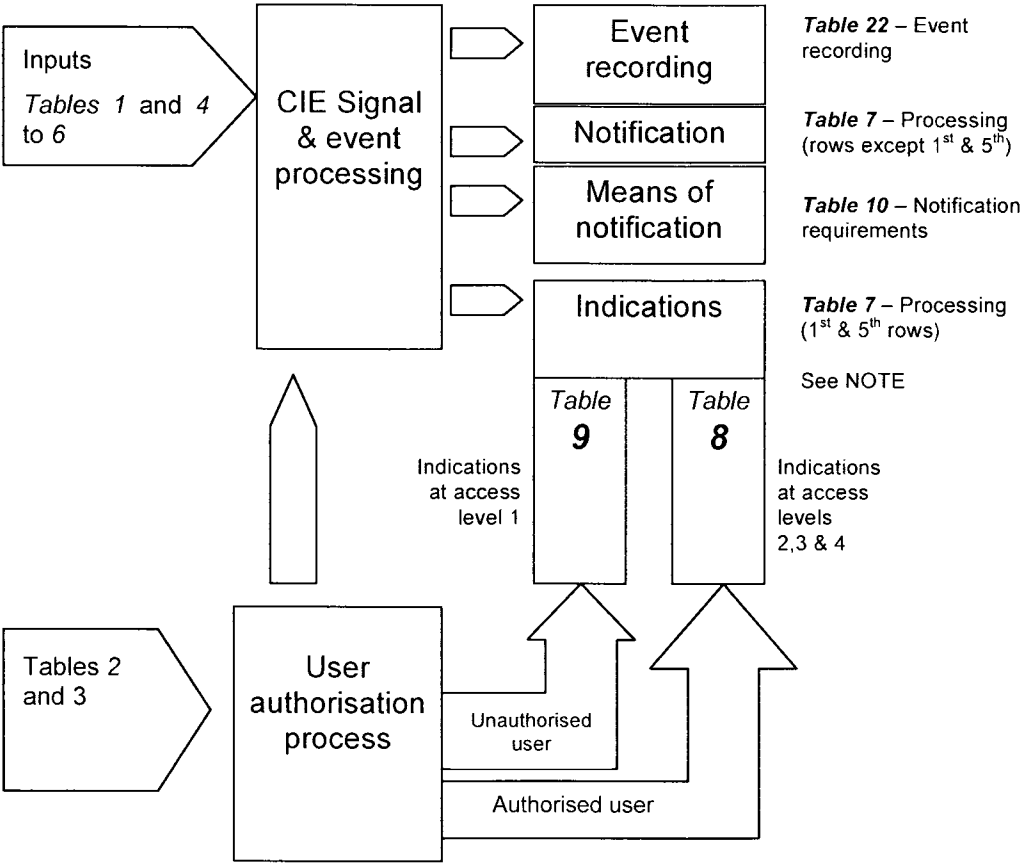 Inputs
Tables 1 and 4
to 6
CIE Signal
& event
processing
Event
recording
Table 22 – Event
recording
Notification
Table 7 – Processing
(rows except 1st & 5th)
Means of
notification
Table 10 – Notification
requirements
Indications
Table 7 – Processing
(1st & 5th rows)
See NOTE
Table
9
Table
8
Indications
at access
level 1
Indications
at access
levels
2,3 & 4
Tables 2
and 3
User
authorisation
process
Unauthorised
user
Authorised user